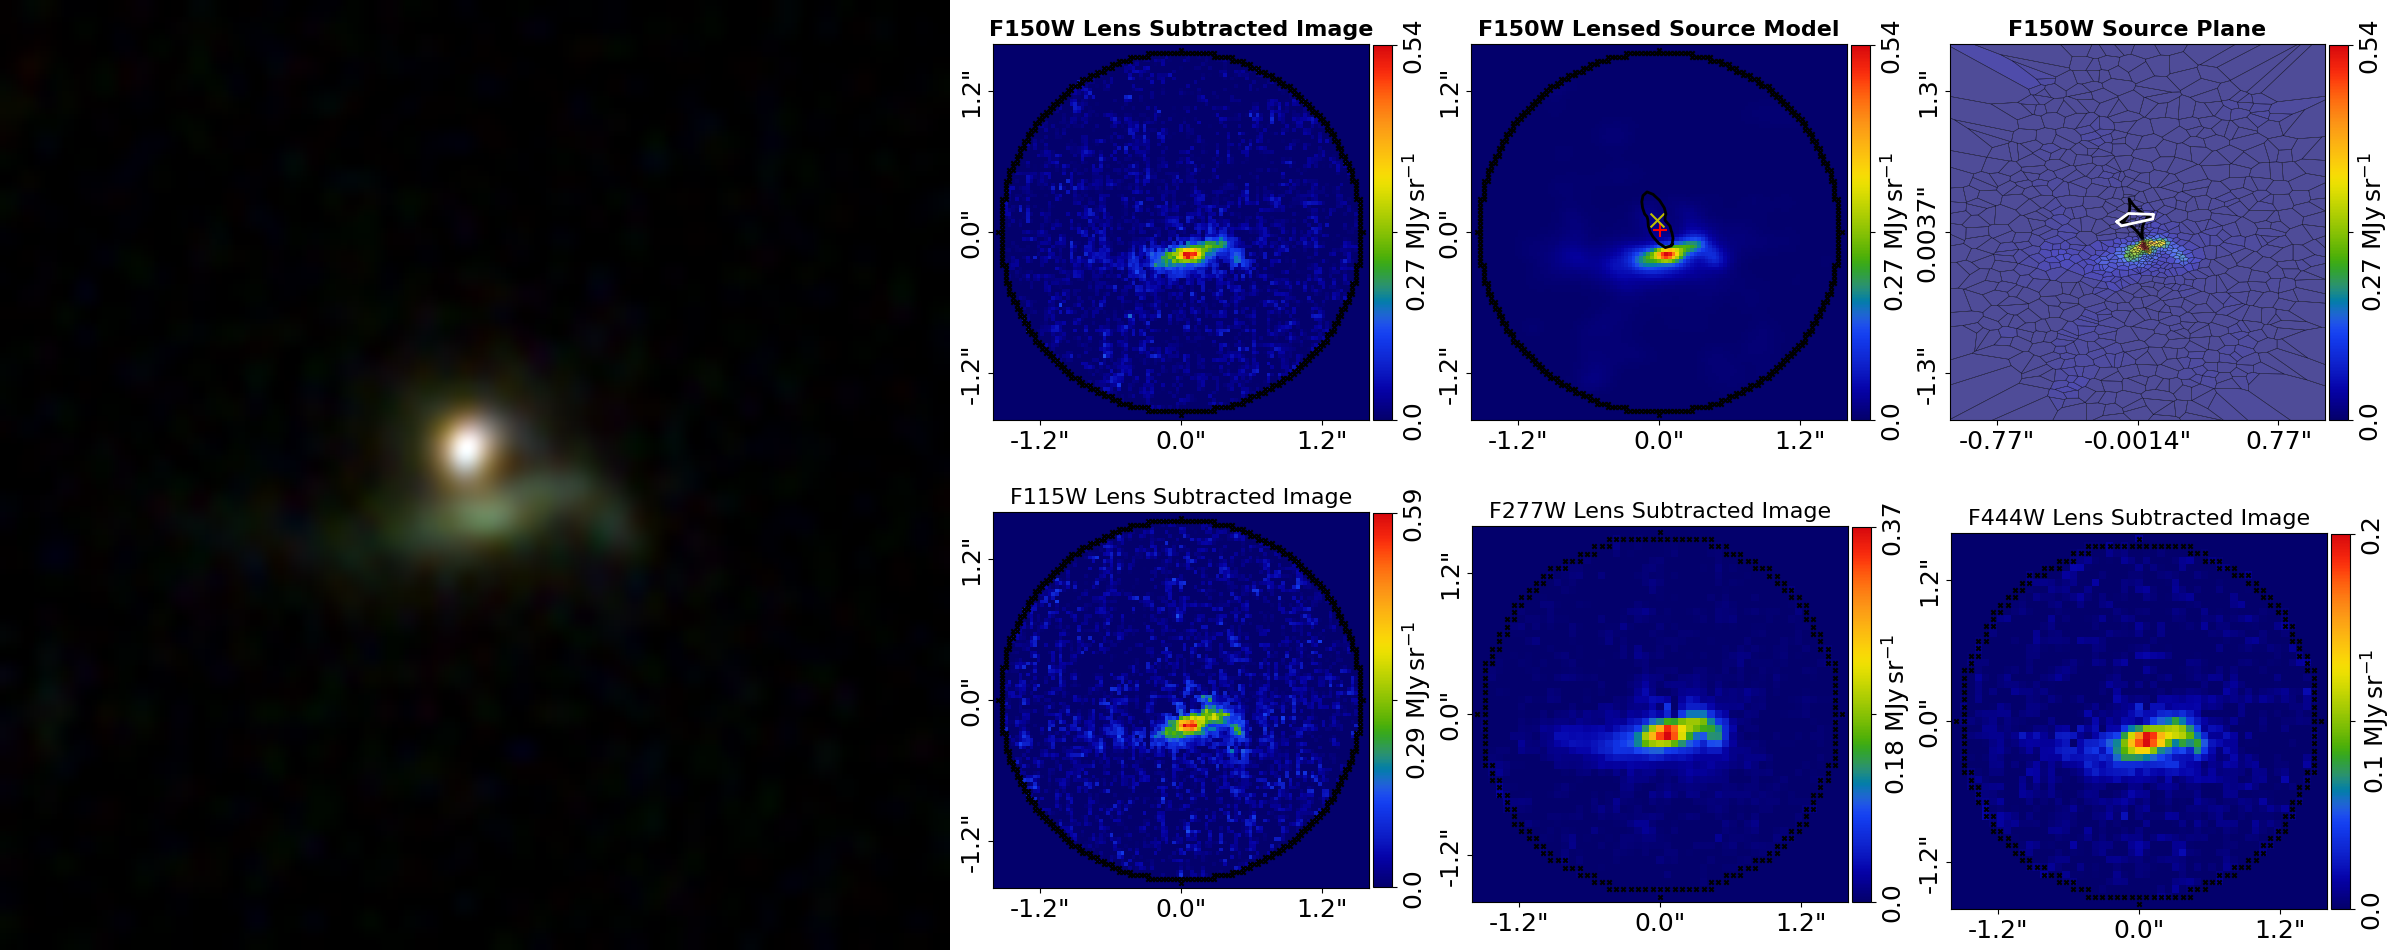 F150W Lens Subtracted Image
1.2"
0.0"
-1.2"
-1.2" 0.0" 1.2"
0.54
0.27 MJy sr⁻¹
0.0
F150W Lensed Source Model
1.2"
0.0"
-1.2"
-1.2" 0.0" 1.2"
0.54
0.27 MJy sr⁻¹
0.0
F150W Source Plane
1.3"
0.0037"
-1.3"
-0.77" -0.0014" 0.77"
0.54
0.27 MJy sr⁻¹
0.0
F115W Lens Subtracted Image
1.2"
0.0"
-1.2"
-1.2" 0.0" 1.2"
0.59
0.29 MJy sr⁻¹
0.0
F277W Lens Subtracted Image
1.2"
0.0"
-1.2"
-1.2" 0.0" 1.2"
0.37
0.18 MJy sr⁻¹
0.0
F444W Lens Subtracted Image
1.2"
0.0"
-1.2"
-1.2" 0.0" 1.2"
0.2
0.1 MJy sr⁻¹
0.0